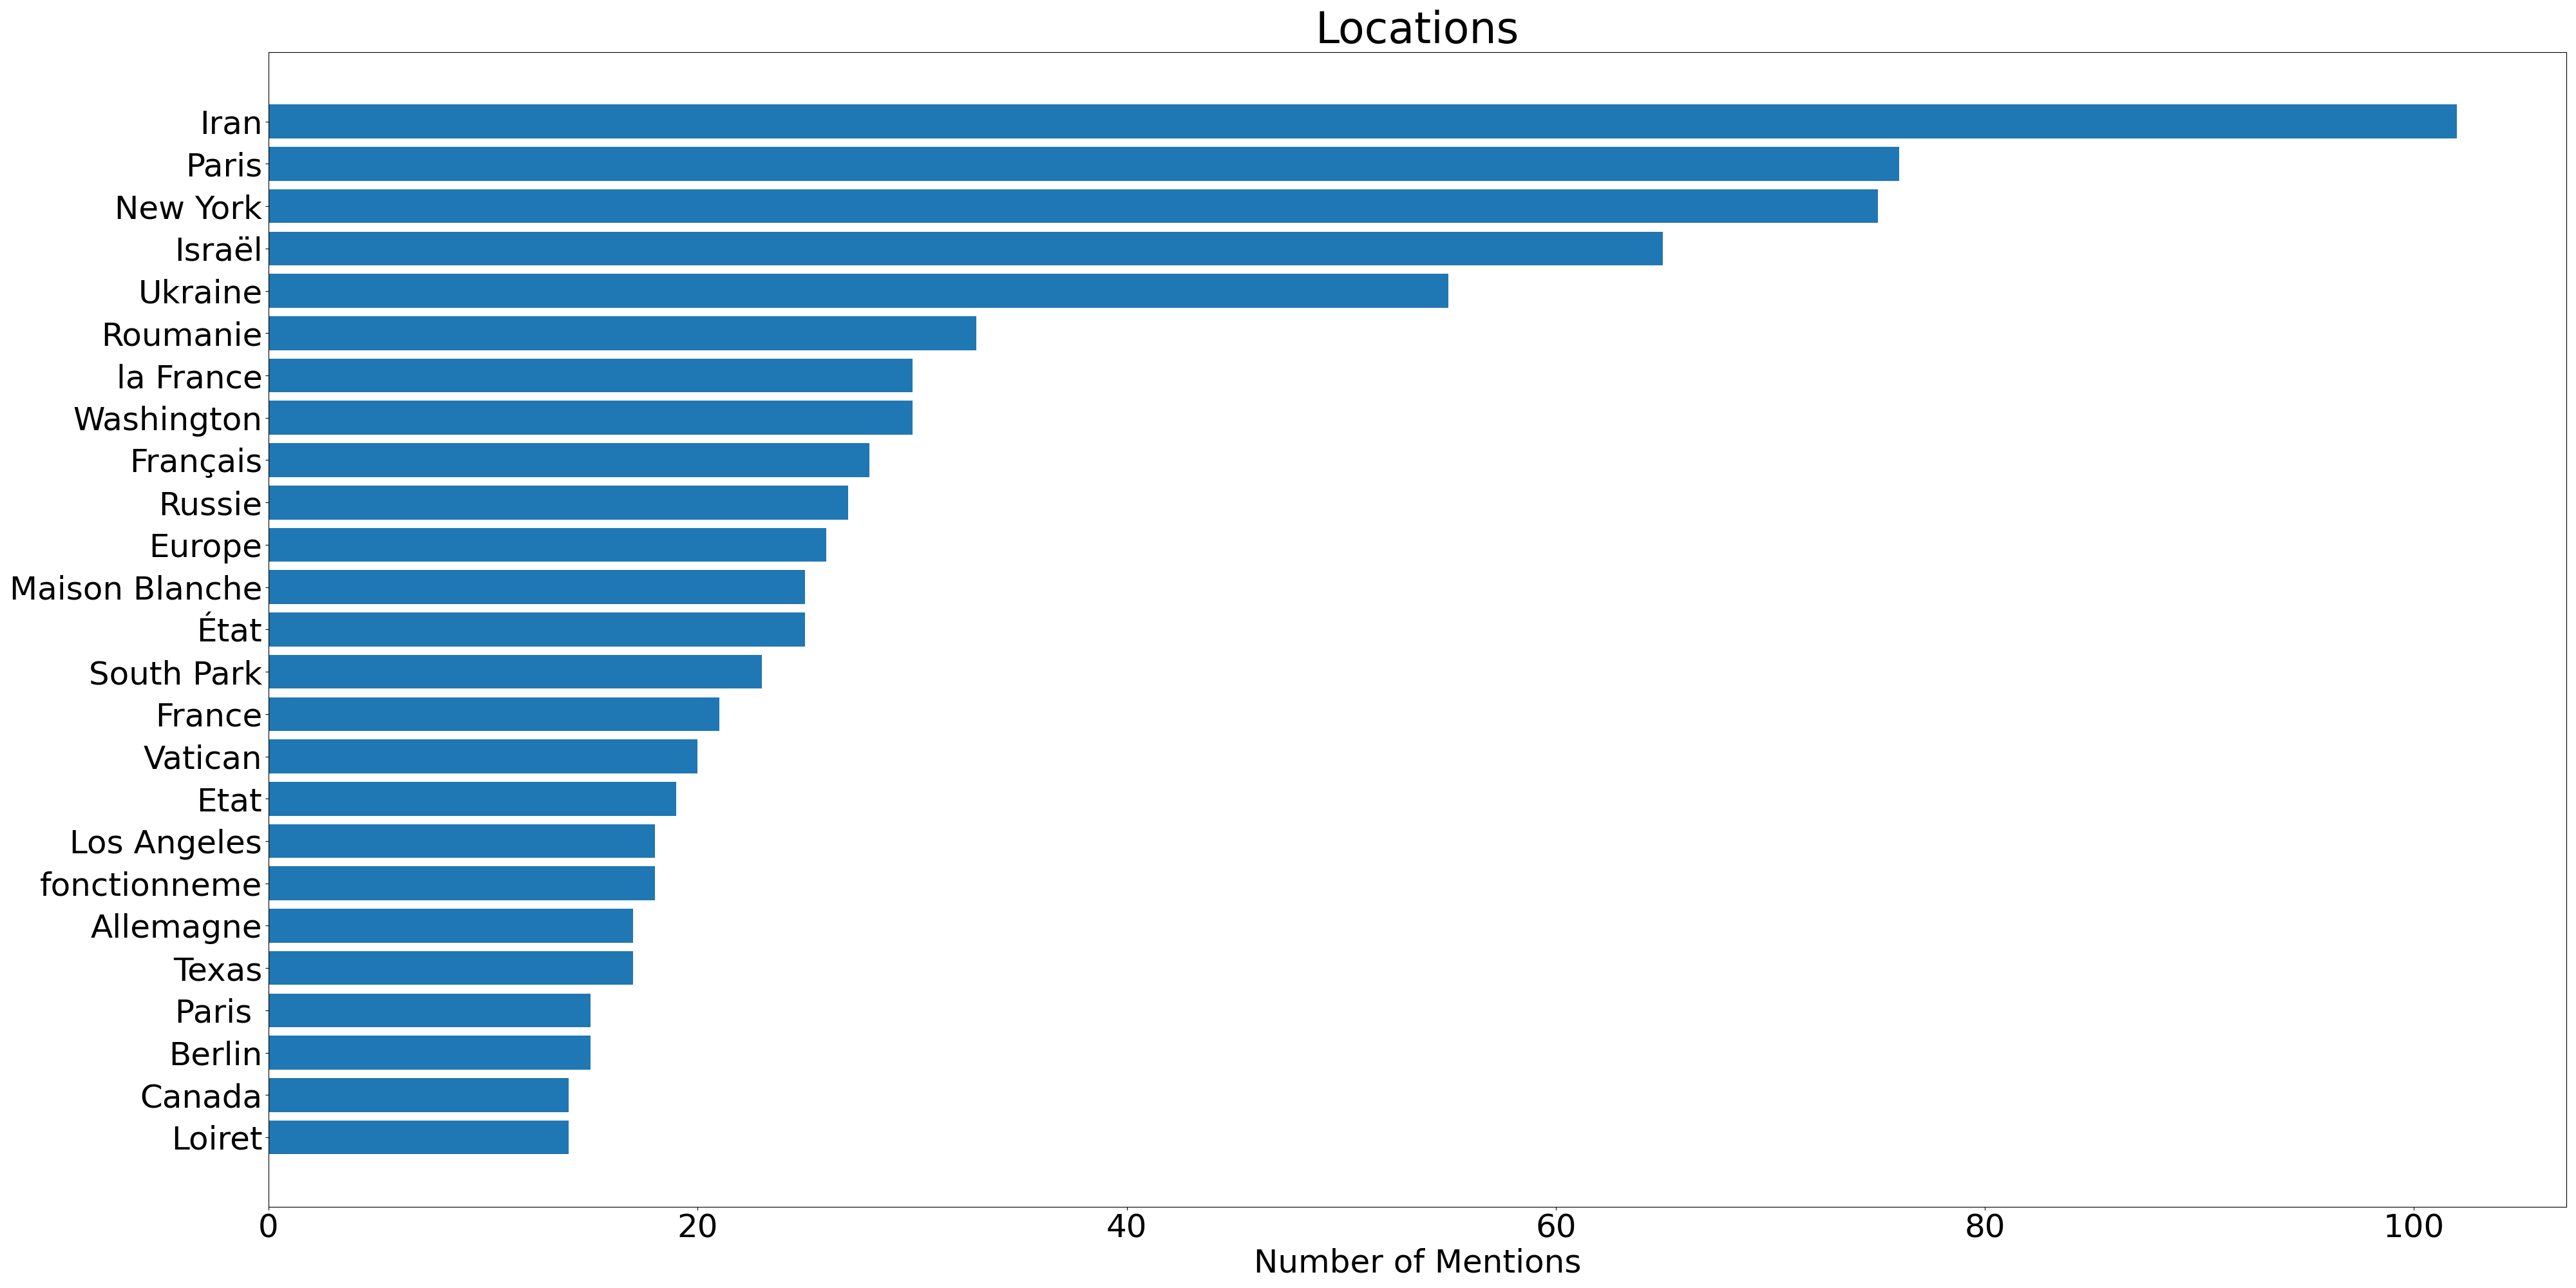 Locations
Iran
Paris
New York
Israël
Ukraine
Roumanie
la France
Washington
Français
Russie
Europe
Maison Blanche
État
South Park
France
Vatican
Etat
Los Angeles
fonctionneme
Allemagne
Texas
Paris
Berlin
Canada
Loiret
0 20 40 60 80 100
Number of Mentions